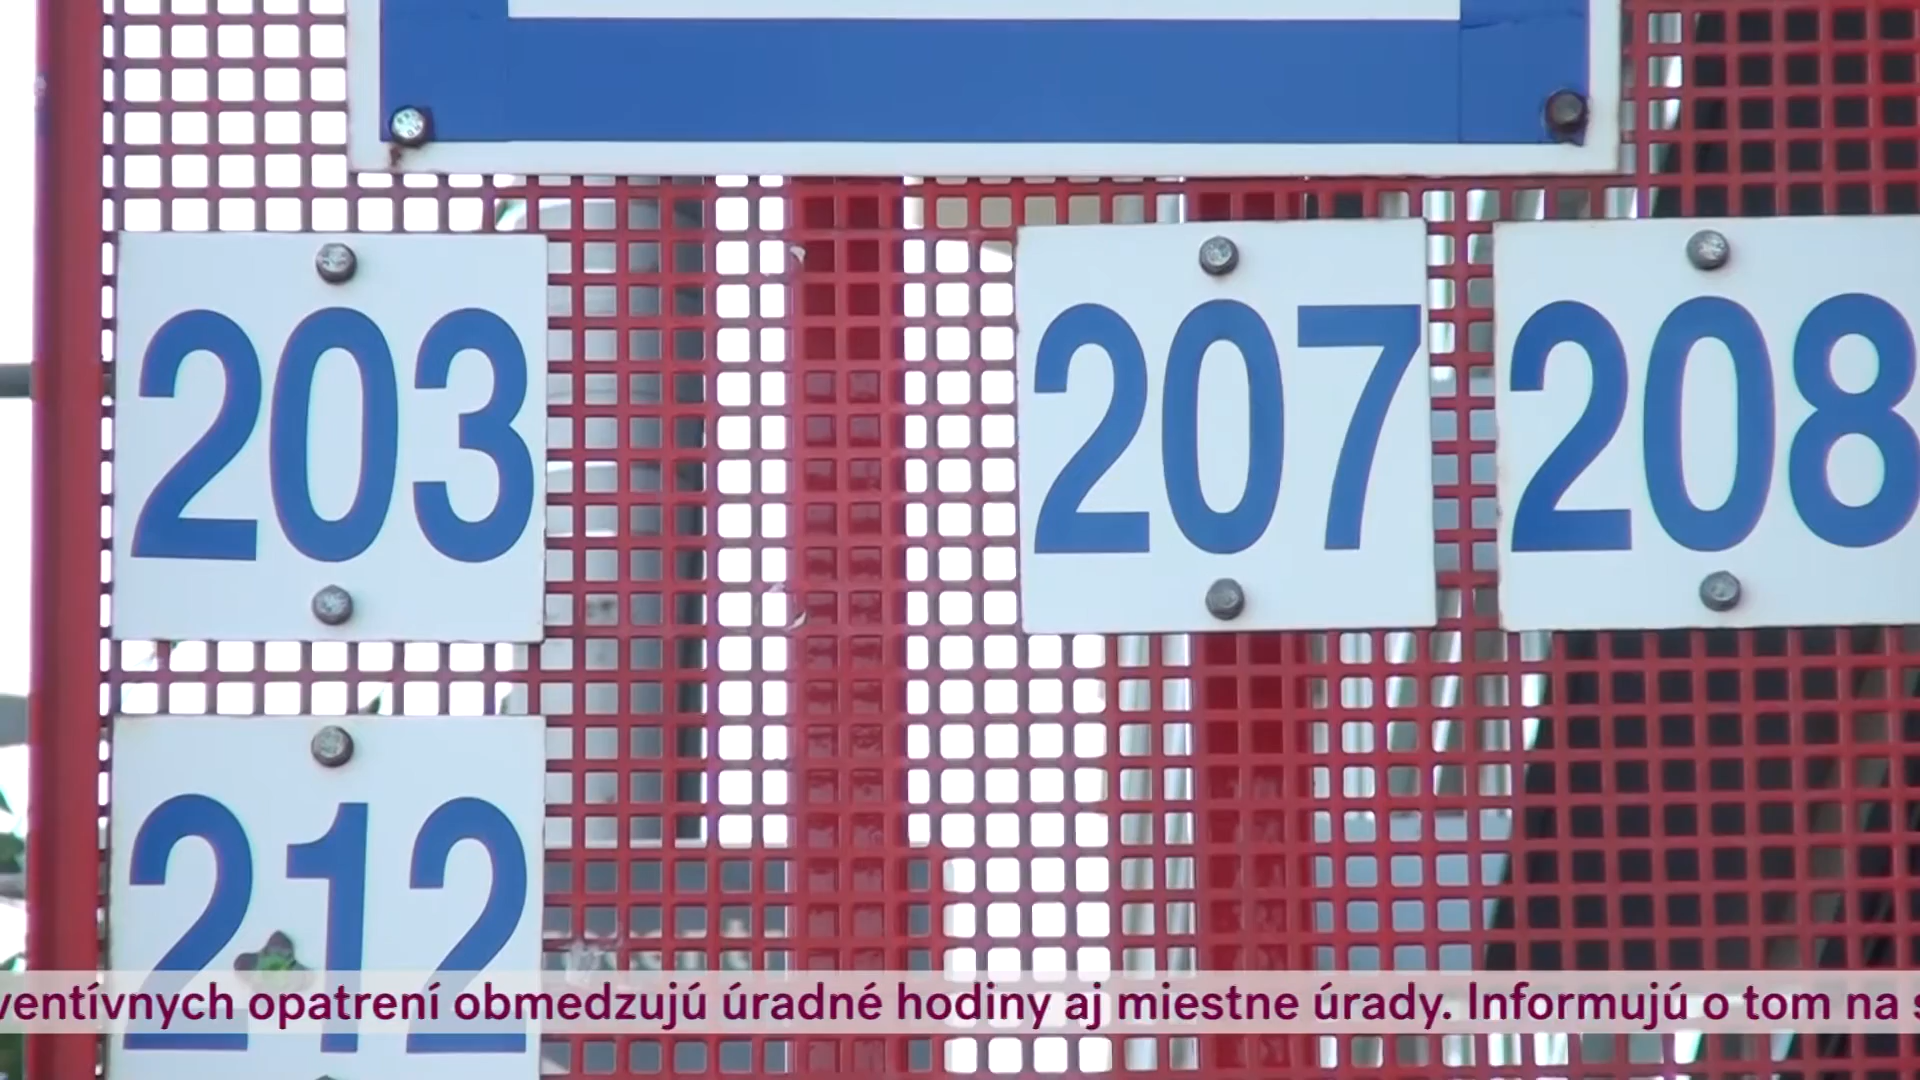 203 207 208
212
ventívnych opatrení obmedzujú úradné hodiny aj miestne úrady. Informujú o tom na